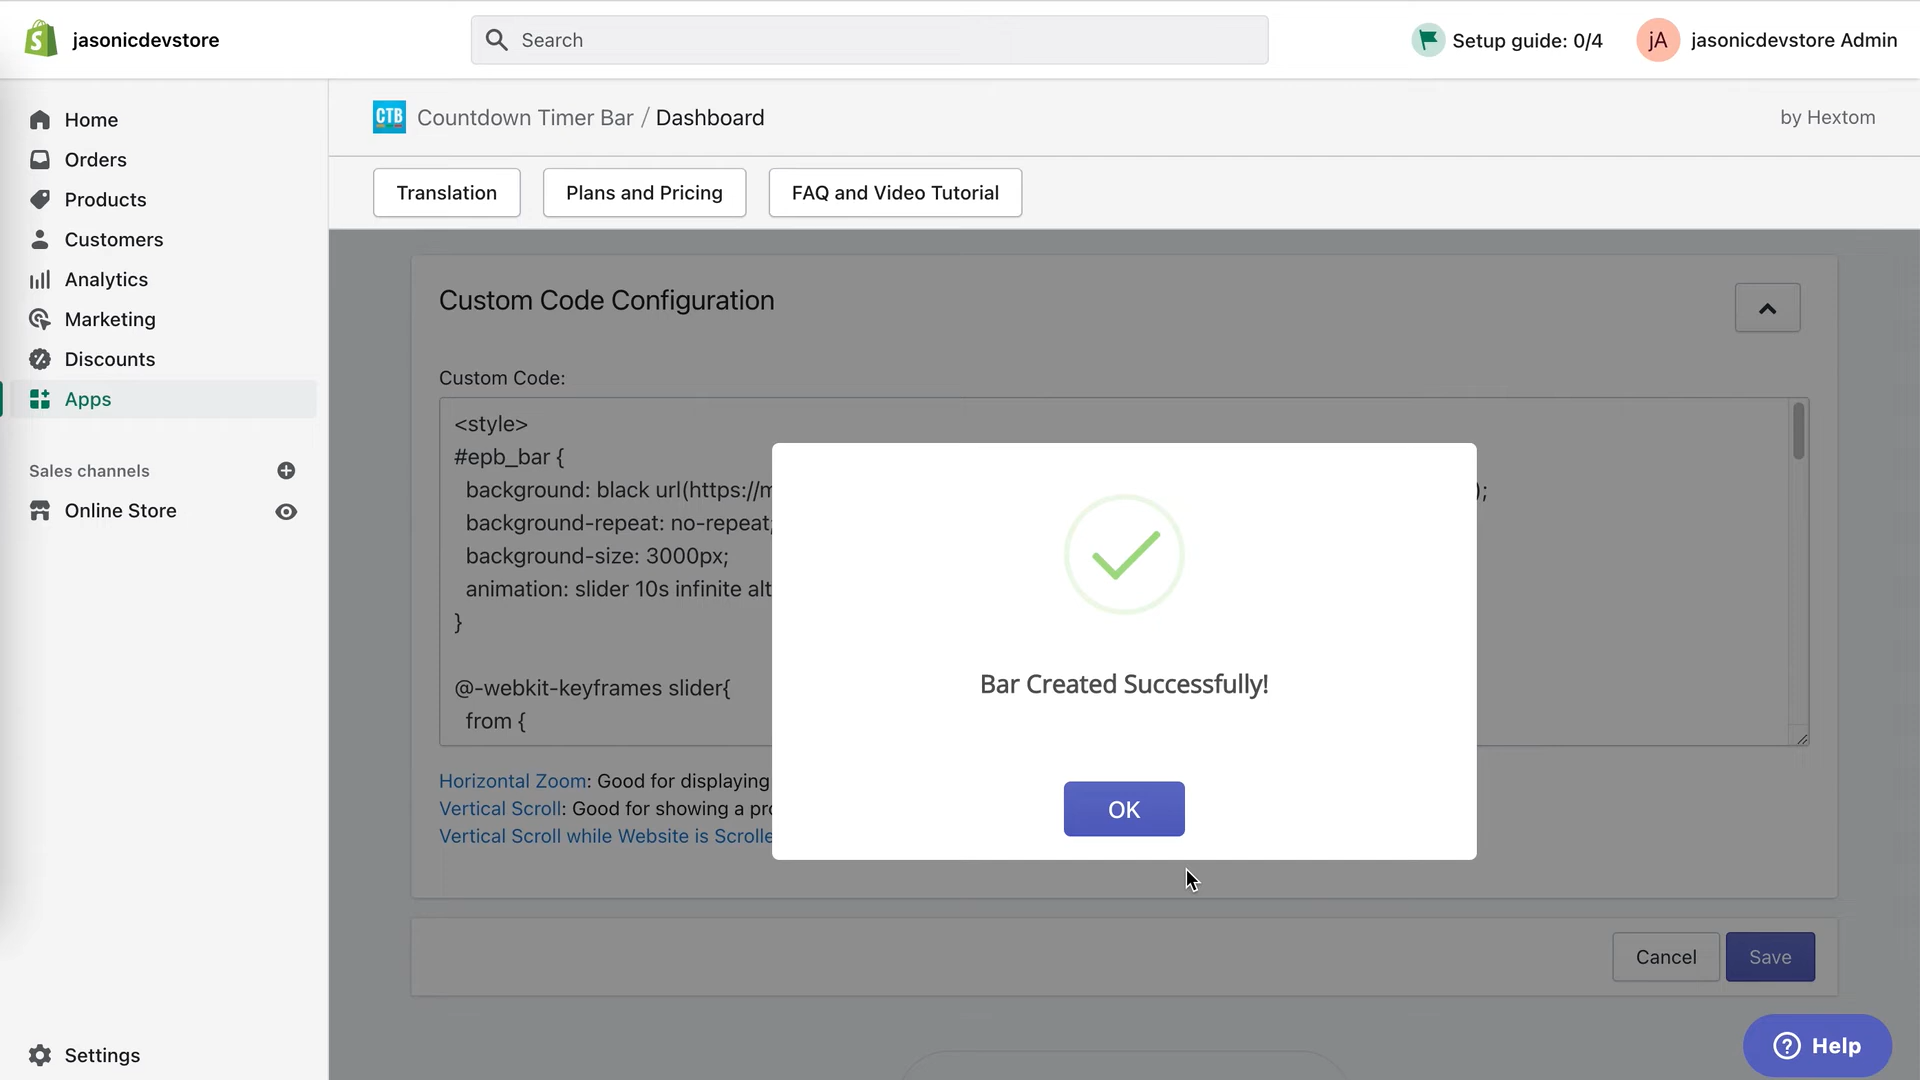 jasonicdevstore
Search
Setup guide: 0/4
jA
jasonicdevstore Admin
Home
Orders
Products
Customers
Analytics
Marketing
Discounts
Apps
Sales channels
Online Store
Settings
CTB
Countdown Timer Bar / Dashboard
by Hextom
Translation
Plans and Pricing
FAQ and Video Tutorial
Custom Code Configuration
Custom Code:
<style>
#epb_bar {
background: black url(https://m
);
background-repeat: no-repeat;
background-size: 3000px;
animation: slider 10s infinite alt
}
@-webkit-keyframes slider{
from {
Horizontal Zoom: Good for displaying
Vertical Scroll: Good for showing a pro
Vertical Scroll while Website is Scrolle
Bar Created Successfully!
OK
Cancel
Save
Help